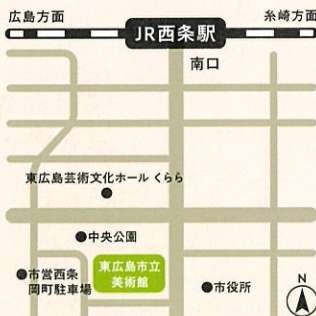 広島方面
糸崎方面
JR西条駅
南口
東広島芸術文化ホール くらら
中央公園
東広島市立
美術館
市営西条
岡町駐車場
市役所
N